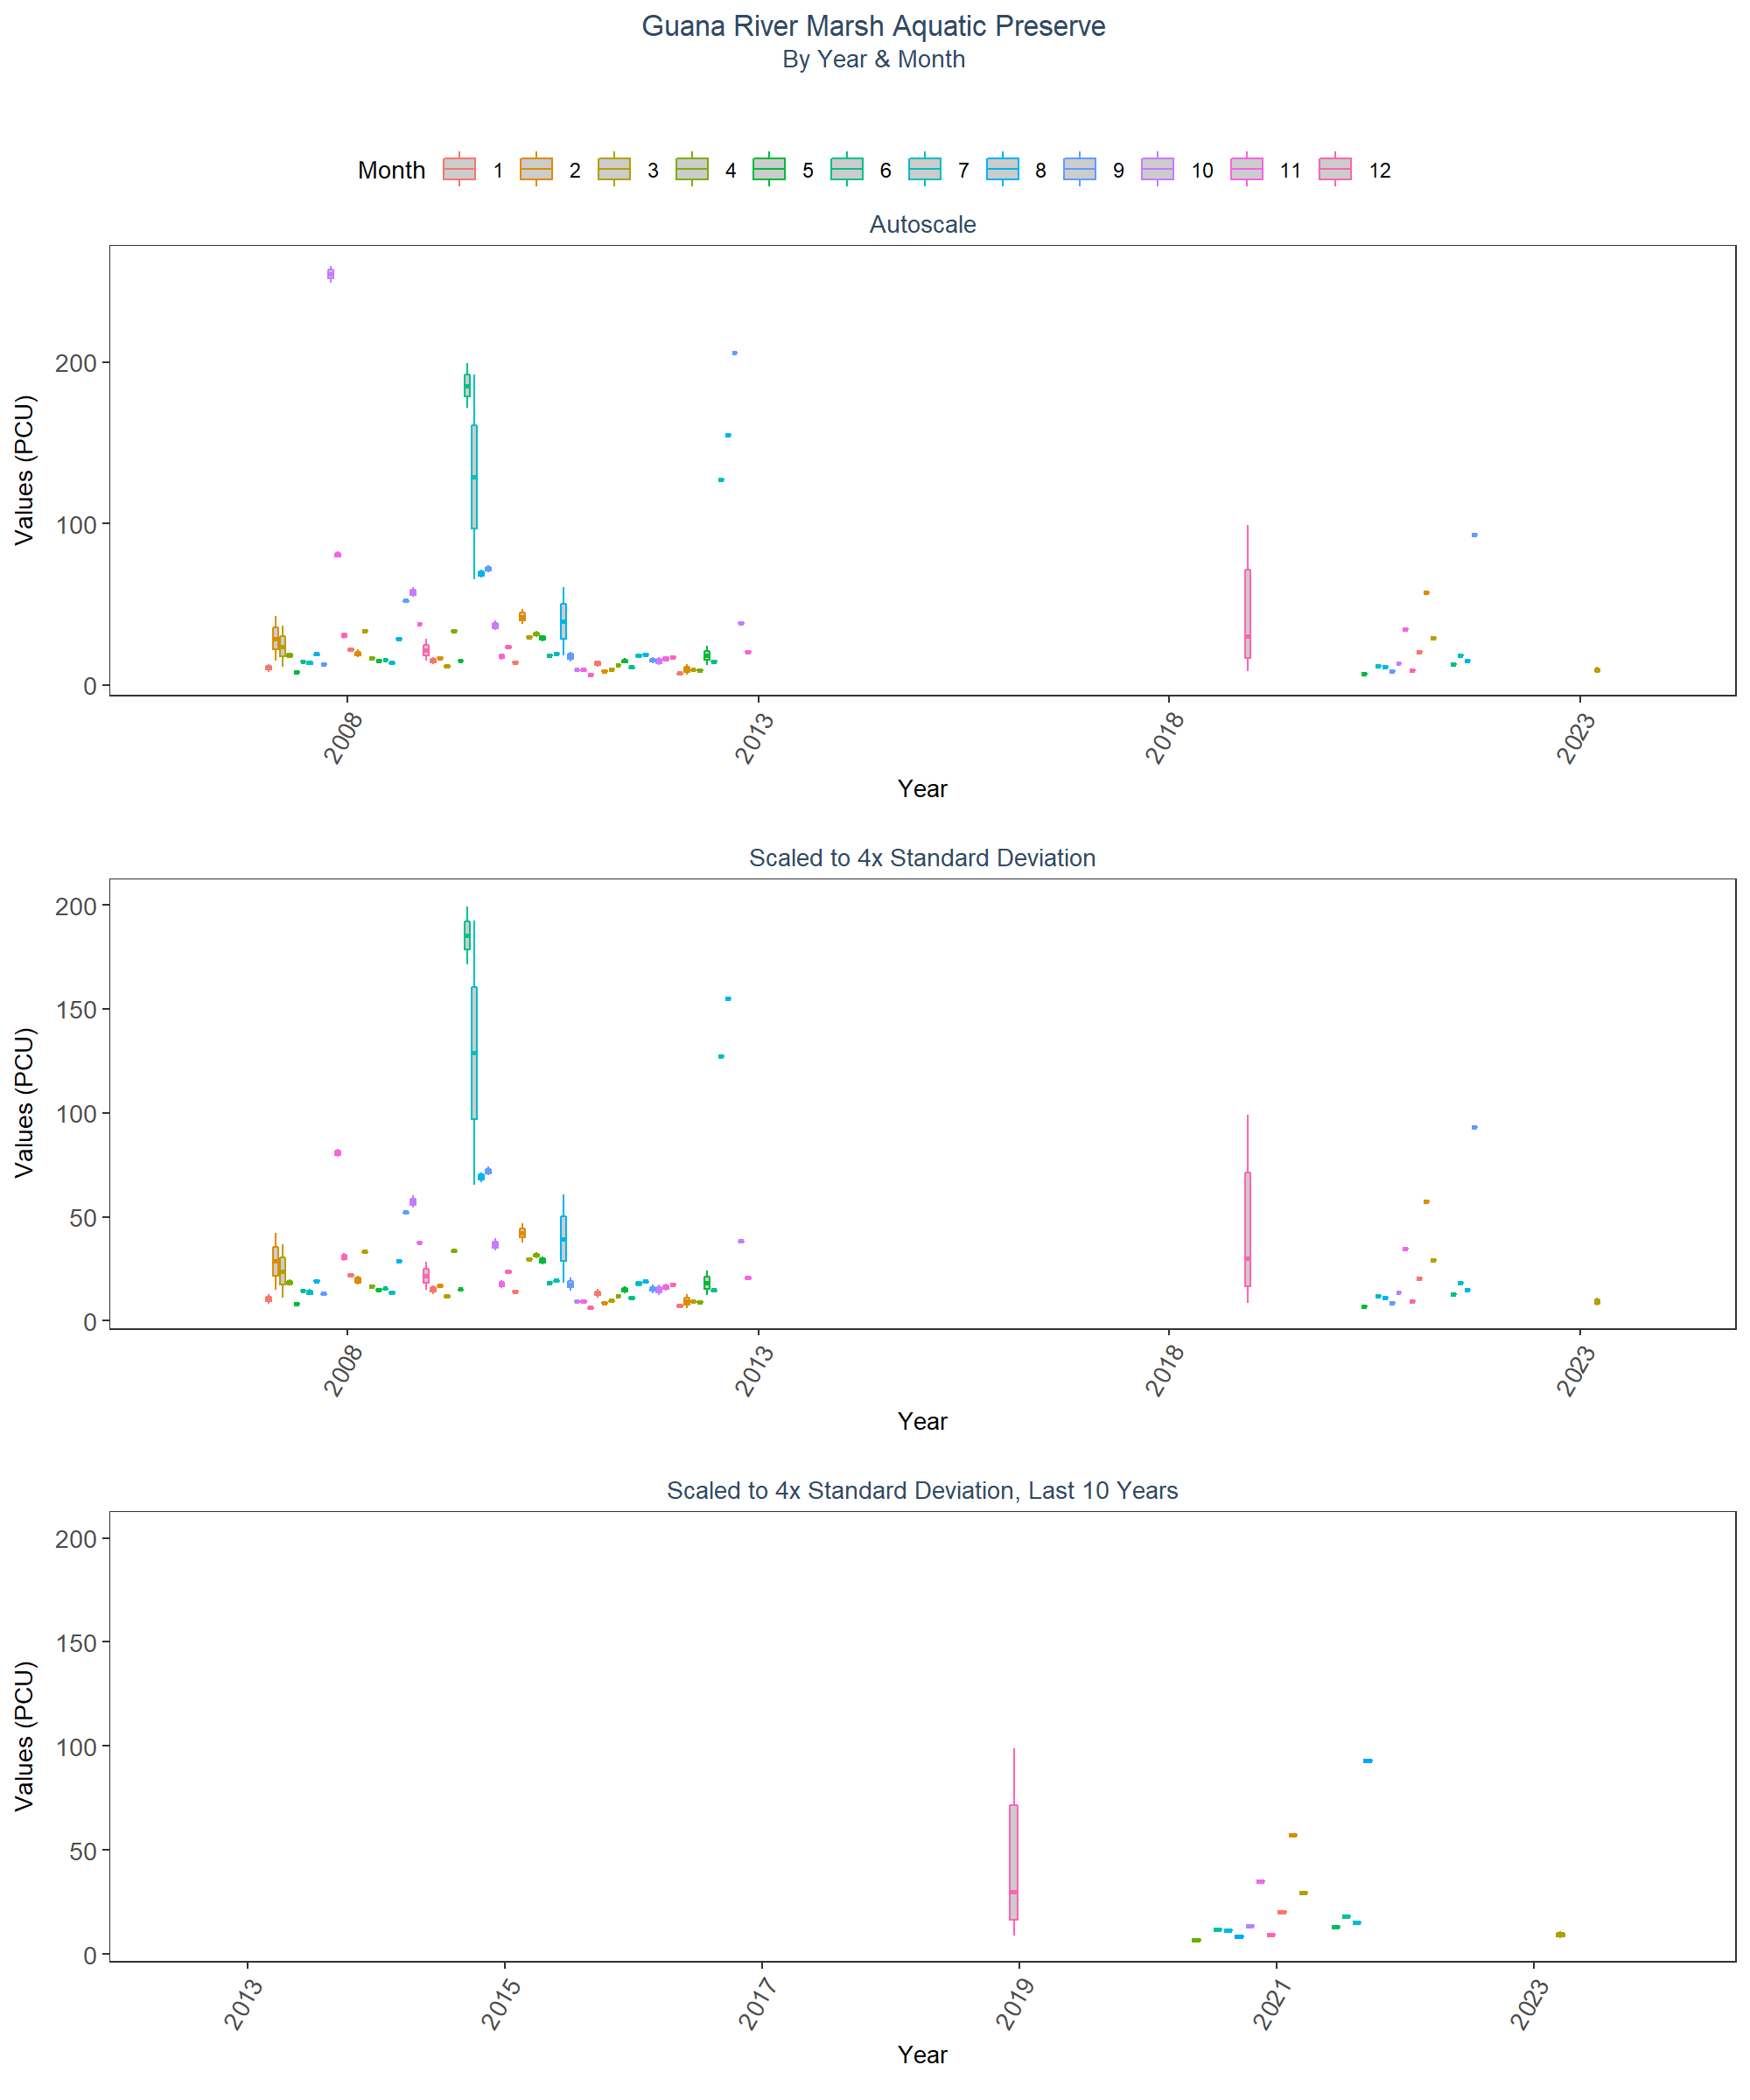 Guana River Marsh Aquatic Preserve
By Year & Month
Month 1 2 3 4 5 6 7 8 9 10 11 12
Autoscale
Values (PCU)
200
100
0
2008 2013 2018 2023
Year
Scaled to 4x Standard Deviation
Values (PCU)
200
150
100
50
0
2008 2013 2018 2023
Year
Scaled to 4x Standard Deviation, Last 10 Years
Values (PCU)
200
150
100
50
0
2013 2015 2017 2019 2021 2023
Year